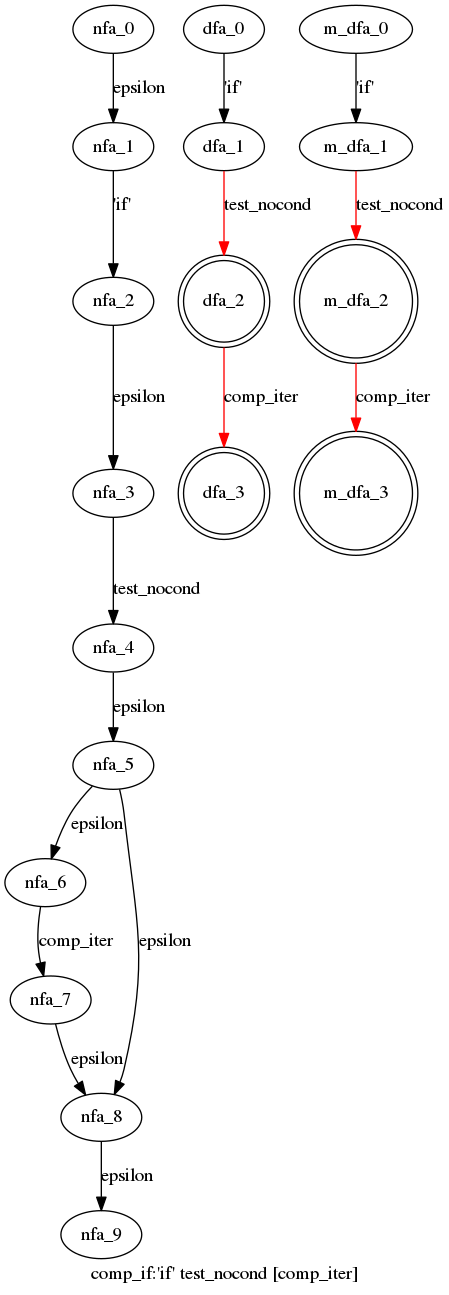 nfa_0 dfa_0 m_dfa_0
epsilon 'if' 'if'
nfa_1 dfa_1 m_dfa_1
'if' test_nocond test_nocond
nfa_2 dfa_2 m_dfa_2
epsilon comp_iter comp_iter
nfa_3 dfa_3 m_dfa_3
test_nocond
nfa_4
epsilon
nfa_5
epsilon
nfa_6
comp_iter epsilon
nfa_7
epsilon
nfa_8
epsilon
nfa_9
comp_if:'if' test_nocond [comp_iter]